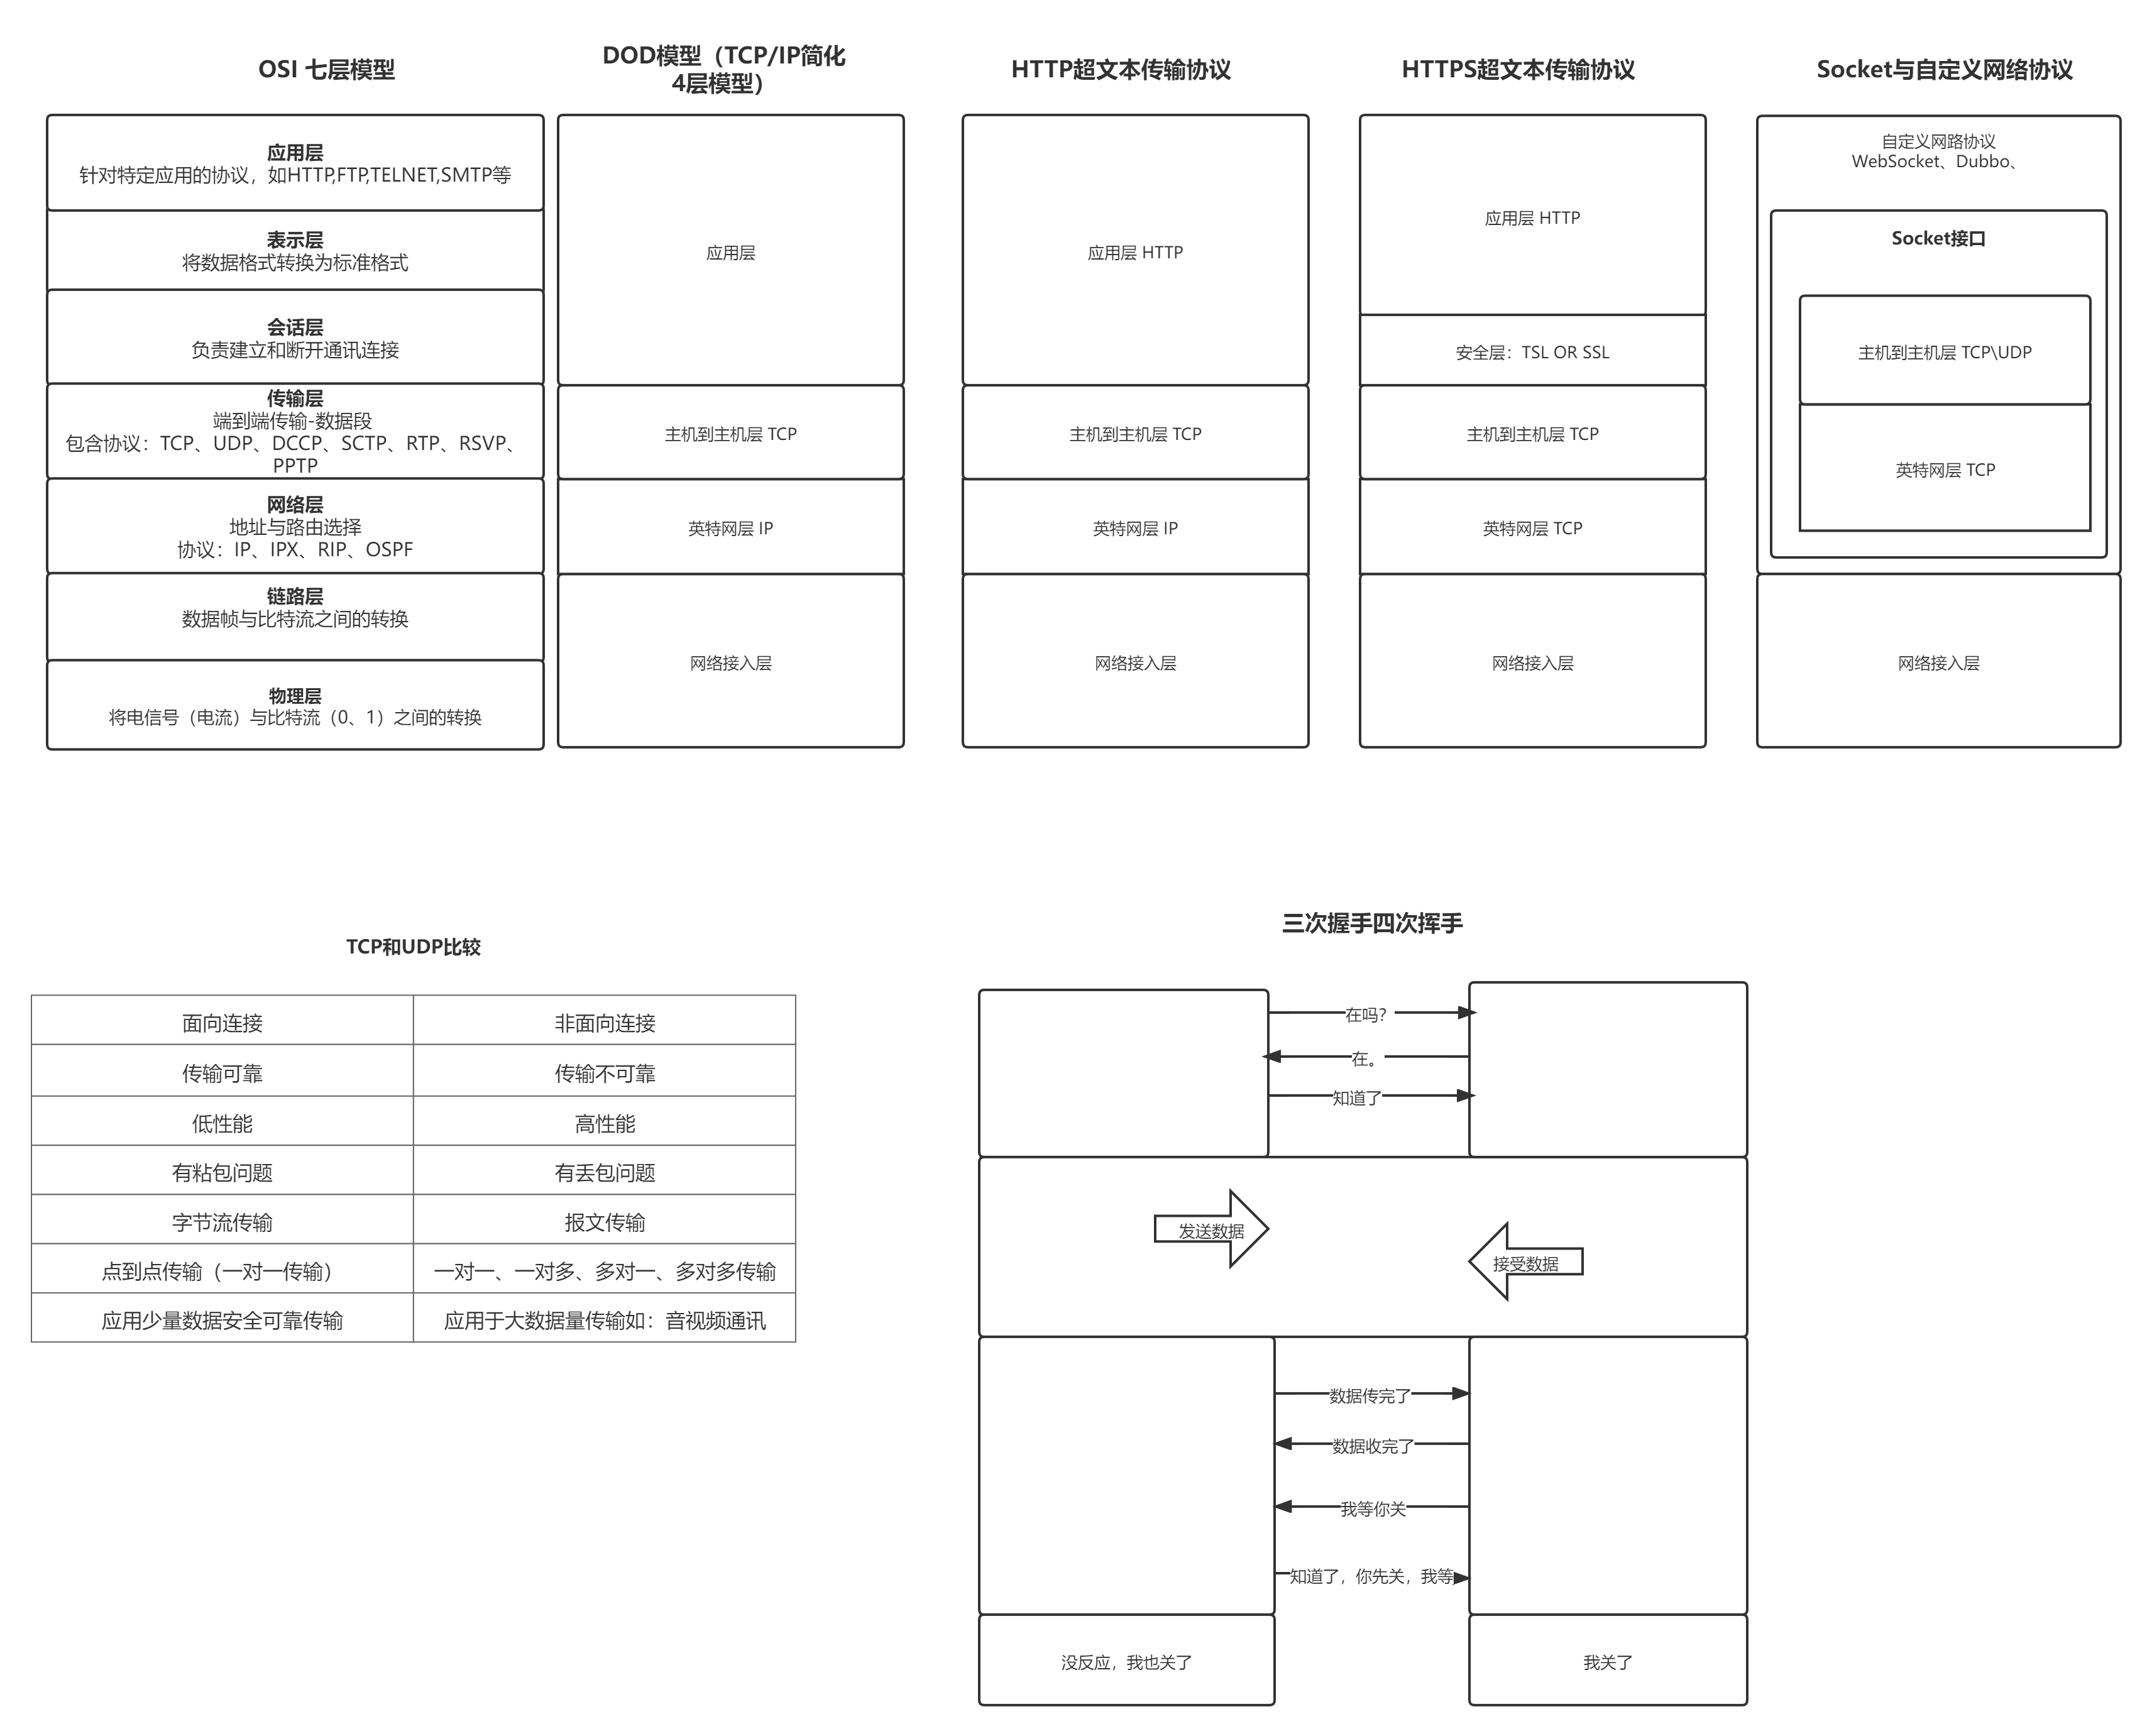 OSI 七层模型
应用层
针对特定应用的协议，如HTTP,FTP,TELNET,SMTP等
表示层
将数据格式转换为标准格式
会话层
负责建立和断开通讯连接
传输层
端到端传输-数据段
包含协议：TCP、UDP、DCCP、SCTP、RTP、RSVP、
PPTP
网络层
地址与路由选择
协议：IP、IPX、RIP、OSPF
链路层
数据帧与比特流之间的转换
物理层
将电信号（电流）与比特流（0、1）之间的转换
DOD模型（TCP/IP简化
4层模型）
应用层
主机到主机层 TCP
英特网层 IP
网络接入层
HTTP超文本传输协议
应用层 HTTP
主机到主机层 TCP
英特网层 IP
网络接入层
HTTPS超文本传输协议
应用层 HTTP
安全层：TSL OR SSL
主机到主机层 TCP
英特网层 TCP
网络接入层
Socket与自定义网络协议
自定义网路协议
WebSocket、Dubbo、
Socket接口
主机到主机层 TCP\UDP
英特网层 TCP
网络接入层
TCP和UDP比较
面向连接 非面向连接
传输可靠 传输不可靠
低性能 高性能
有粘包问题 有丢包问题
字节流传输 报文传输
点到点传输（一对一传输） 一对一、一对多、多对一、多对多传输
应用少量数据安全可靠传输 应用于大数据量传输如：音视频通讯
三次握手四次挥手
在吗？
在。
知道了
发送数据
接受数据
数据传完了
数据收完了
我等你关
知道了，你先关，我等
没反应，我也关了
我关了